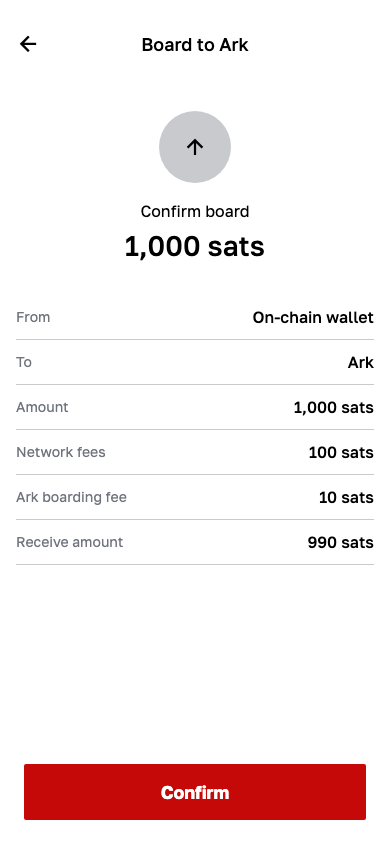 Board to Ark
Confirm board
1,000 sats
From On-chain wallet
To Ark
Amount 1,000 sats
Network fees 100 sats
Ark boarding fee 10 sats
Receive amount 990 sats
Confirm